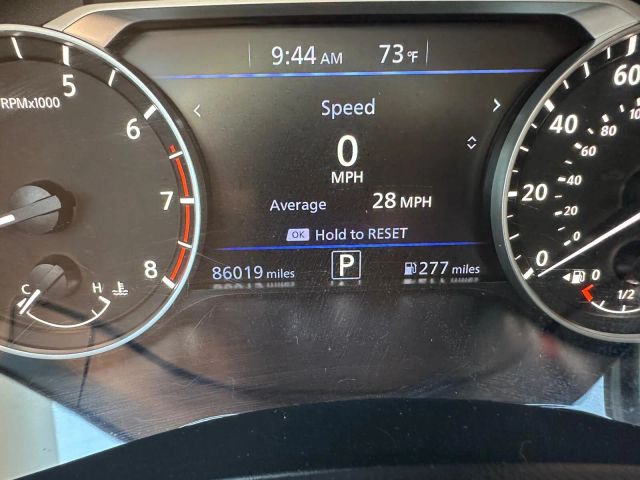 9:44 AM 73°F
< Speed >
0
MPH
Average 28 MPH
OK Hold to RESET
86019 miles P 277 miles
RPMx1000
5
6
7
8
C H
60
40
20
0
80
60
40
20
0
0
1/2